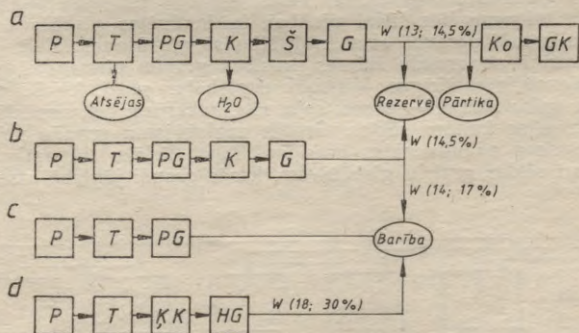 a
P T PG K Š G W (13; 14,5%) Ko GK
Atsējas H₂O Rezerve Pārtika
b
P T PG K G W (14,5%)
W (14; 17%)
c
P T PG Barība
d
P T ĶK HG W (18; 30%)